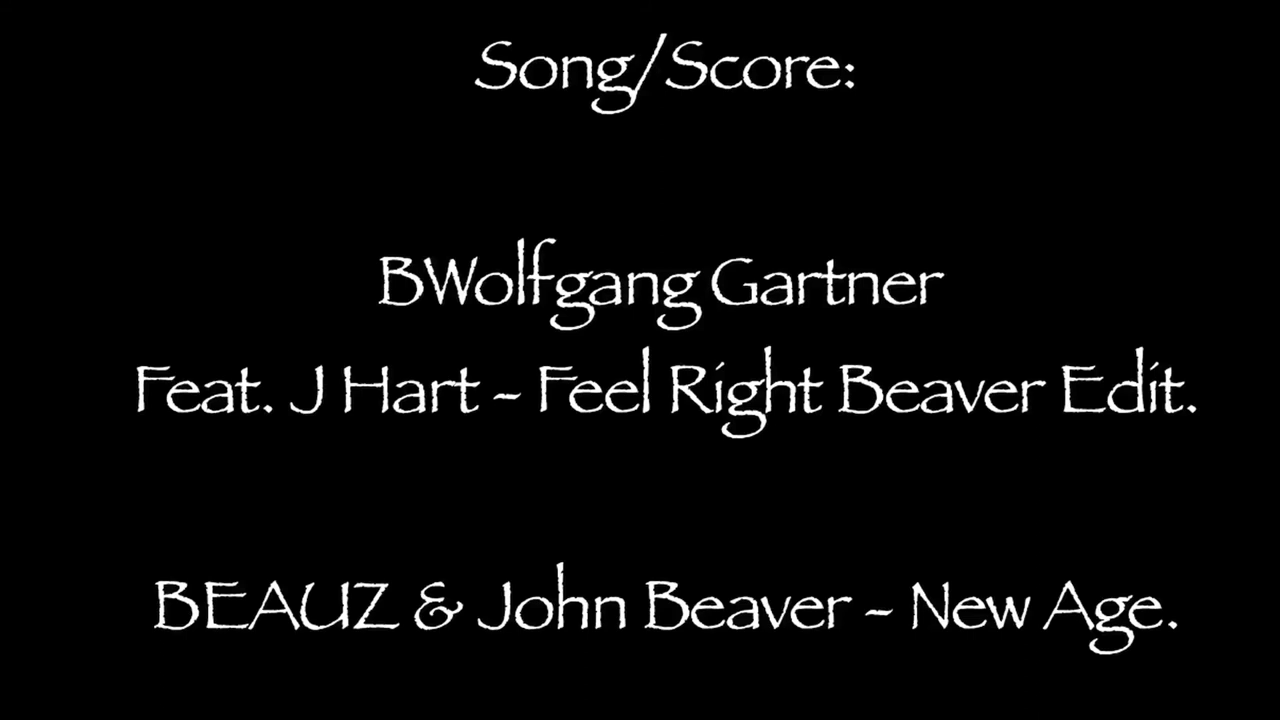 Song/Score:
BWolfgang Gartner
Feat. J Hart - Feel Right Beaver Edit.
BEAUZ & John Beaver - New Age.